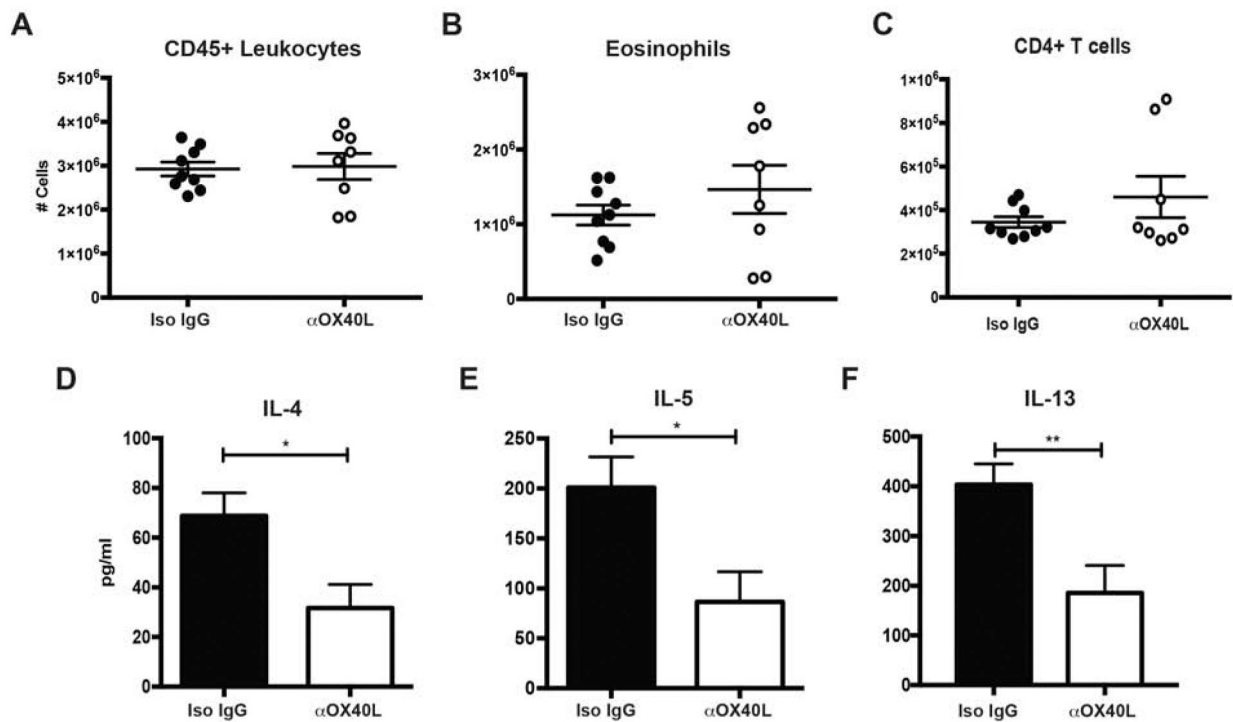 A
CD45+ Leukocytes
# Cells
5×10⁶
4×10⁶
3×10⁶
2×10⁶
1×10⁶
0
Iso IgG
αOX40L
B
Eosinophils
3×10⁶
2×10⁶
1×10⁶
0
Iso IgG
αOX40L
C
CD4+ T cells
1×10⁶
8×10⁵
6×10⁵
4×10⁵
2×10⁵
0
Iso IgG
αOX40L
D
IL-4
*
pg/ml
100
80
60
40
20
0
Iso IgG
αOX40L
E
IL-5
*
250
200
150
100
50
0
Iso IgG
αOX40L
F
IL-13
**
500
400
300
200
100
0
Iso IgG
αOX40L